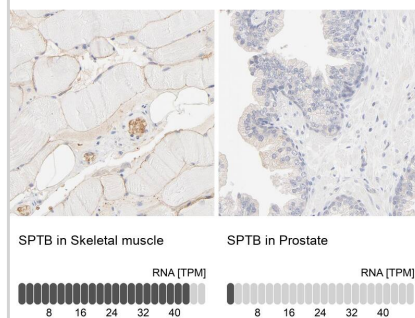 SPTB in Skeletal muscle
RNA [TPM]
8 16 24 32 40
SPTB in Prostate
RNA [TPM]
8 16 24 32 40